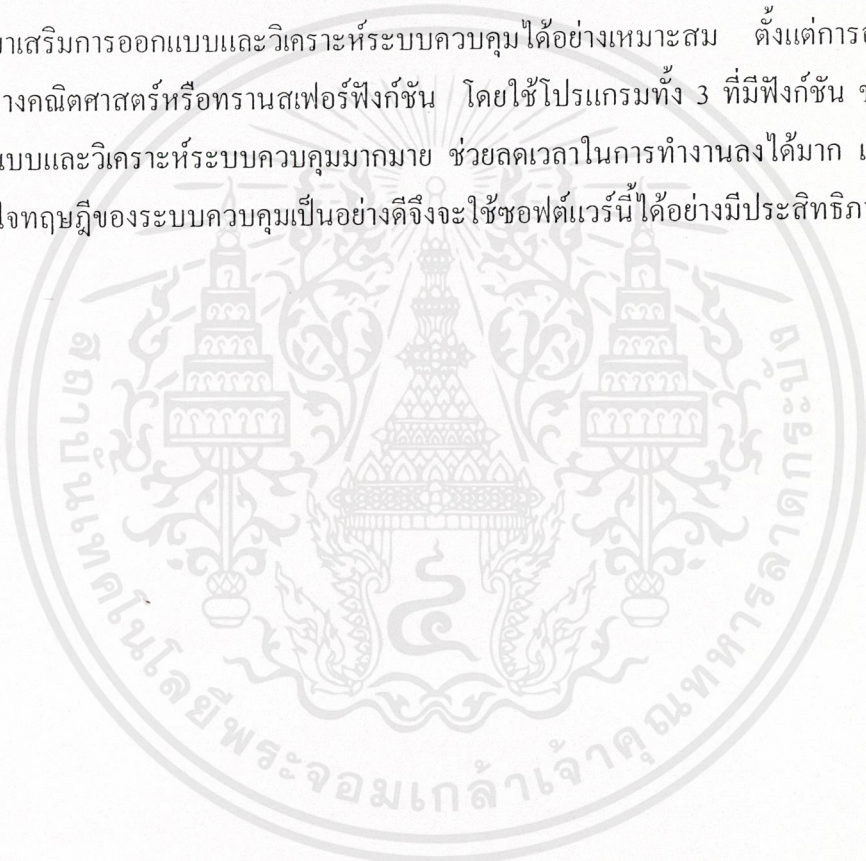 มาเสริมการออกแบบและวิเคราะห์ระบบควบคุมได้อย่างเหมาะสม ตั้งแต่การ
างคณิตศาสตร์หรือทรานสเฟอร์ฟังก์ชัน โดยใช้โปรแกรมทั้ง 3 ที่มีฟังก์ชัน
แบบและวิเคราะห์ระบบควบคุมมากมาย ช่วยลดเวลาในการทำงานลงได้มาก
ใจทฤษฎีของระบบควบคุมเป็นอย่างดีจึงจะใช้ซอฟต์แวร์นี้ได้อย่างมีประสิทธิภา
สถาบันเทคโนโลยีพระจอมเกล้าเจ้าคุณทหารลาดกระบัง
๔